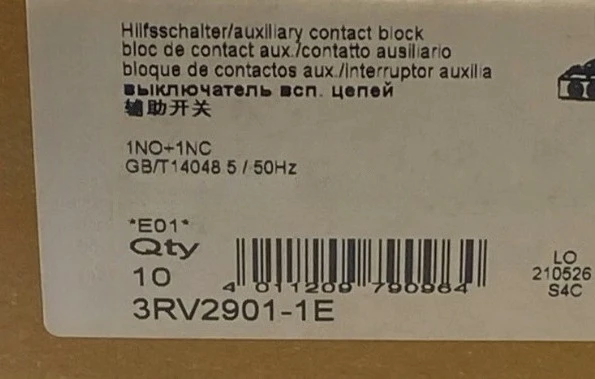 Hilfsschalter/auxiliary contact block
bloc de contact aux./contatto ausiliario
bloque de contactos aux./interruptor auxilia
выключатель всп. цепей
辅助开关
1NO+1NC
GB/T14048 5 / 50Hz
*E01*
Qty
10
4 011209 790964
3RV2901-1E
LO
210526
S4C